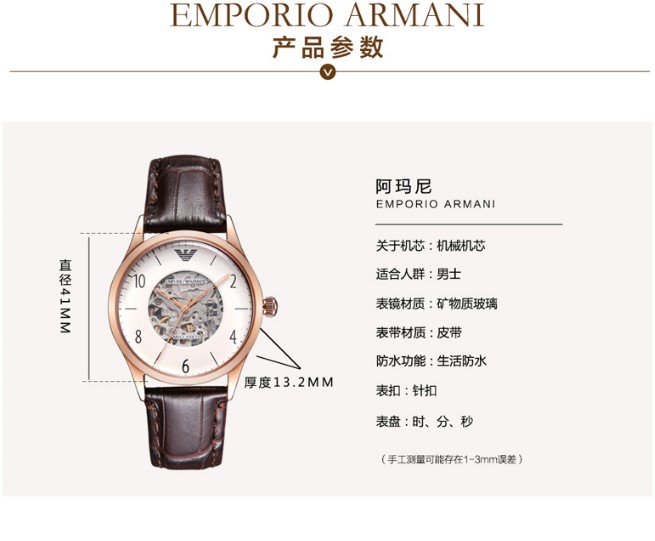 EMPORIO ARMANI
产品参数
阿玛尼
EMPORIO ARMANI
关于机芯：机械机芯
适合人群：男士
表镜材质：矿物质玻璃
表带材质：皮带
防水功能：生活防水
表扣：针扣
表盘：时、分、秒
（手工测量可能存在1-3mm误差）
直径41MM
厚度13.2MM
10
2
8
4
6